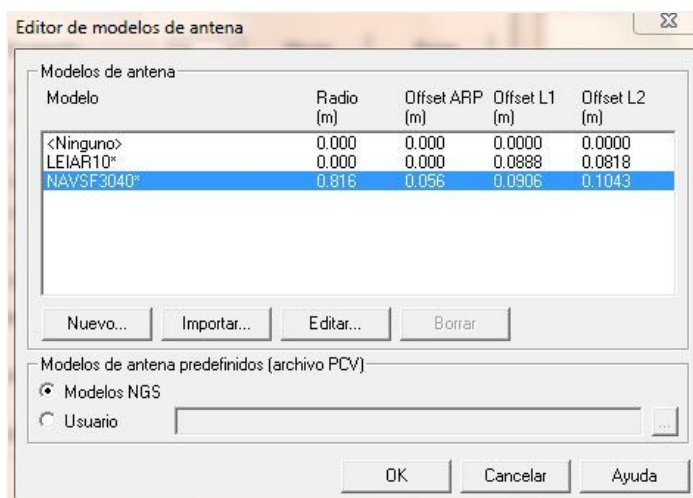 Editor de modelos de antena
Modelos de antena
Modelo Radio Offset ARP Offset L1 Offset L2
(m) (m) (m) (m)
<Ninguno> 0.000 0.000 0.0000 0.0000
LEIAR10* 0.000 0.000 0.0888 0.0818
NAVSF3040* 0.816 0.056 0.0906 0.1043
Nuevo... Importar... Editar... Borrar
Modelos de antena predefinidos (archivo PCV)
Modelos NGS
Usuario ...
OK Cancelar Ayuda